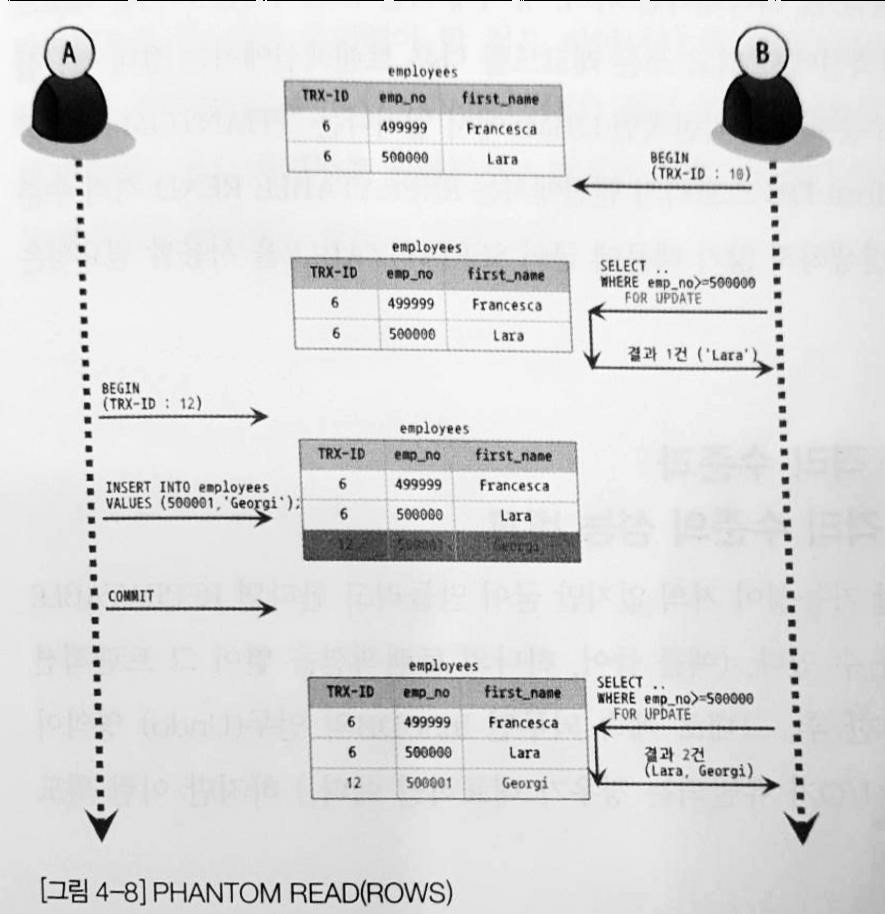 A
B
employees
TRX-ID emp_no first_name
6 499999 Francesca
6 500000 Lara
BEGIN
(TRX-ID : 10)
employees
TRX-ID emp_no first_name
6 499999 Francesca
6 500000 Lara
SELECT ..
WHERE emp_no>=500000
FOR UPDATE
결과 1건 ('Lara')
BEGIN
(TRX-ID : 12)
employees
TRX-ID emp_no first_name
6 499999 Francesca
6 500000 Lara
12 500001 Georgi
INSERT INTO employees
VALUES (500001,'Georgi');
COMMIT
employees
TRX-ID emp_no first_name
6 499999 Francesca
6 500000 Lara
12 500001 Georgi
SELECT ..
WHERE emp_no>=500000
FOR UPDATE
결과 2건
(Lara, Georgi)
[그림 4-8] PHANTOM READ(ROWS)